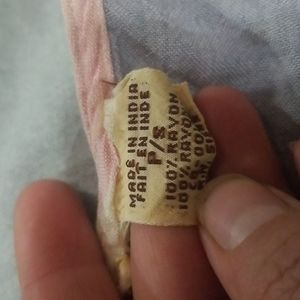 MADE IN INDIA
FAIT EN INDE
P/S
100% RAYON
100% RAYON